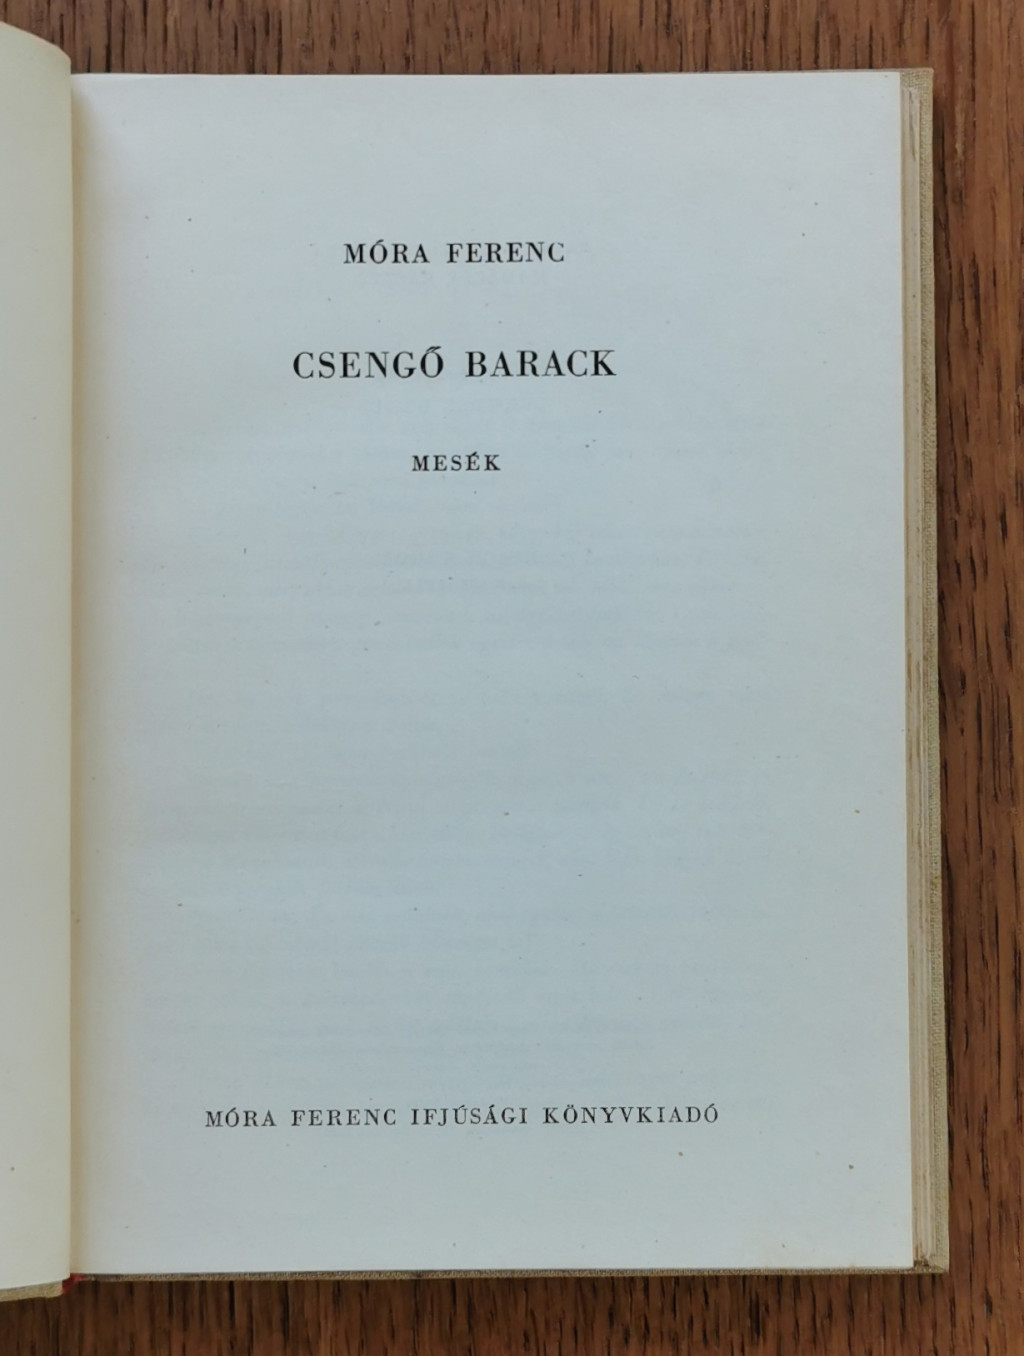 MÓRA FERENC
CSENGŐ BARACK
MESÉK
MÓRA FERENC IFJÚSÁGI KÖNYVKIADÓ